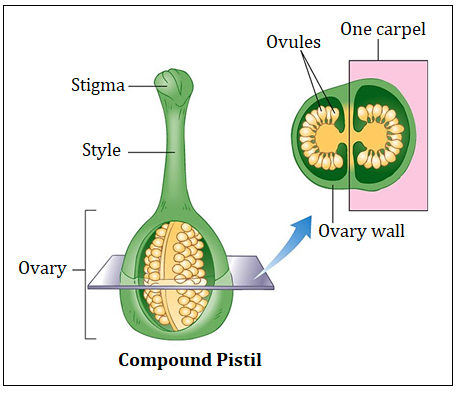 One carpel
Ovules
Stigma
Style
Ovary wall
Ovary
Compound Pistil